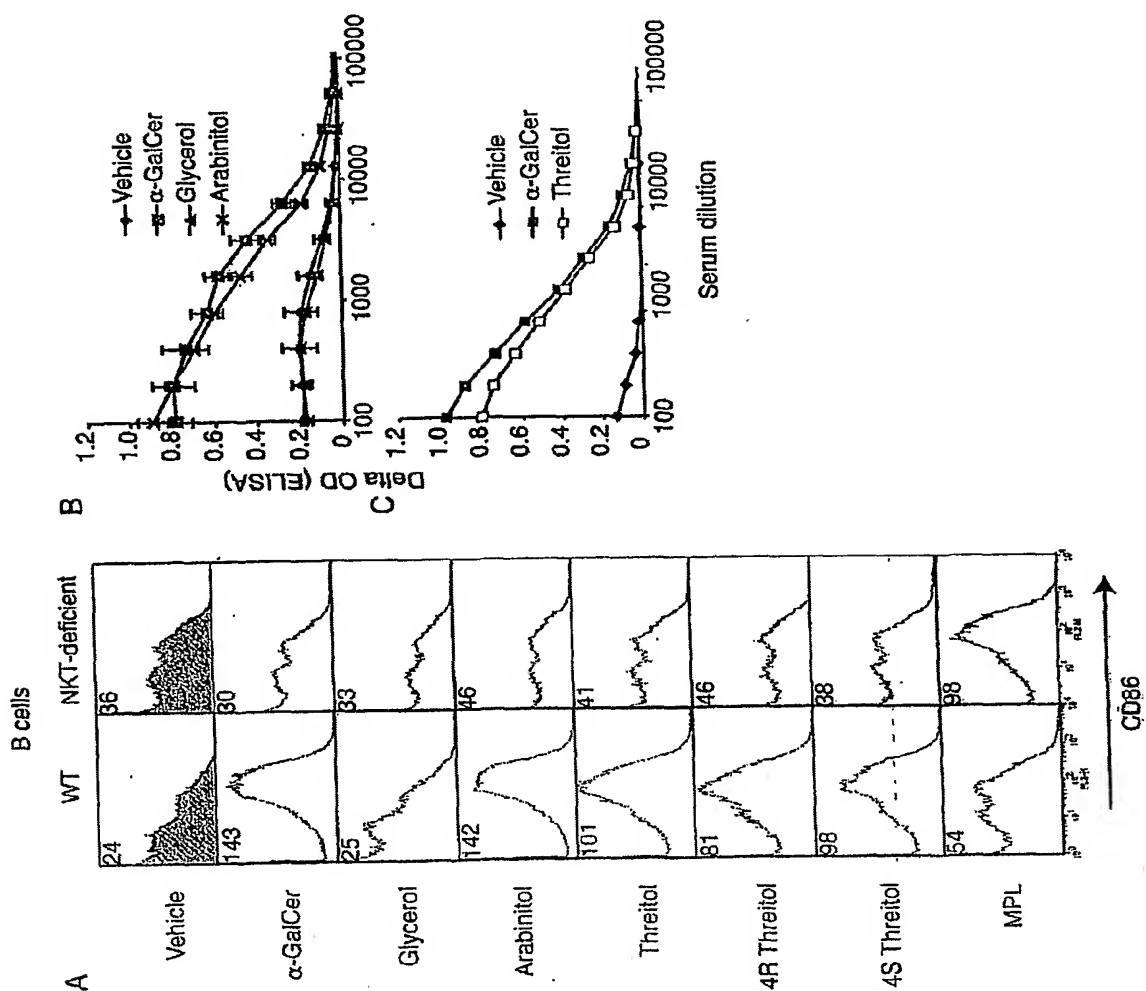 A
B cells
WT NKT-deficient
Vehicle 24 36
α-GalCer 143 30
Glycerol 25 33
Arabinitol 142 46
Threitol 101 41
4R Threitol 81 46
4S Threitol 98 38
MPL 54 98
CD86
B
1.2
1.0
0.8
0.6
0.4
0.2
0
100 1000 10000 100000
Vehicle
α-GalCer
Glycerol
Arabinitol
Delta OD (ELISA)
C
1.2
1.0
0.8
0.6
0.4
0.2
0
100 1000 10000 100000
Vehicle
α-GalCer
Threitol
Serum dilution